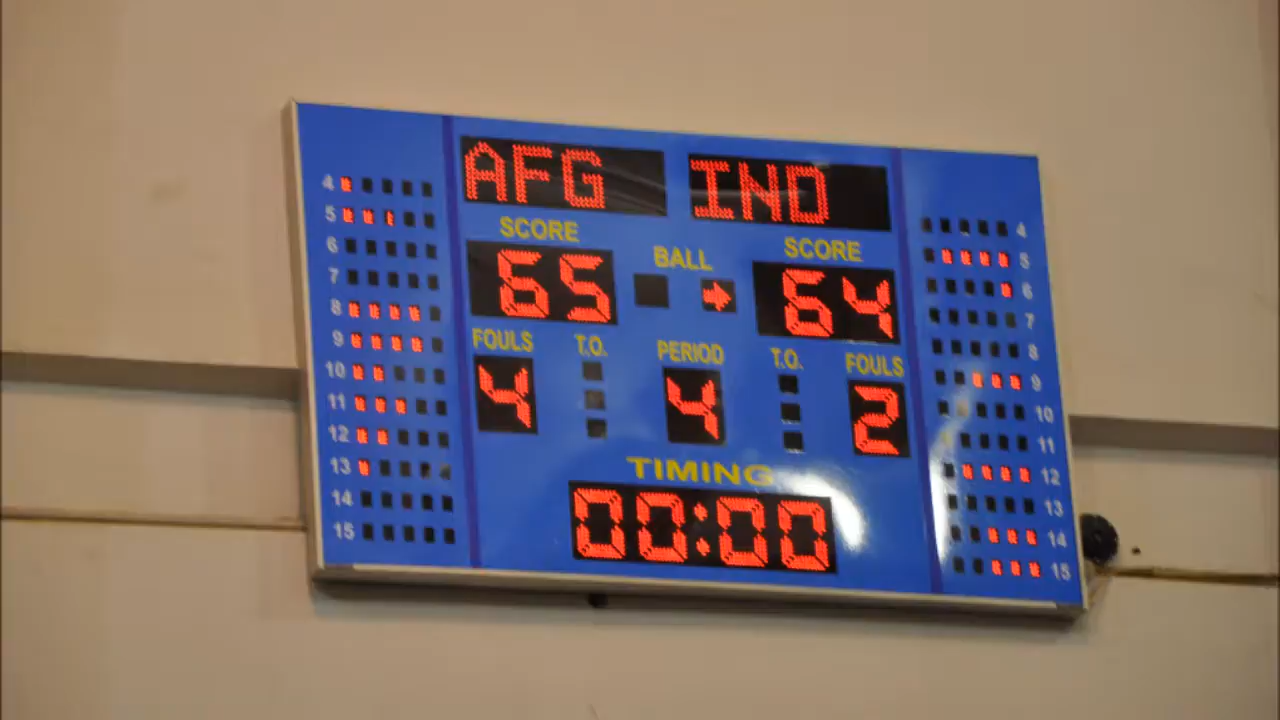 AFG IND
SCORE SCORE
BALL
65 64
FOULS T.O. PERIOD T.O. FOULS
4 4 2
TIMING
00:00
4 4
5 5
6 6
7 7
8 8
9 9
10 10
11 11
12 12
13 13
14 14
15 15